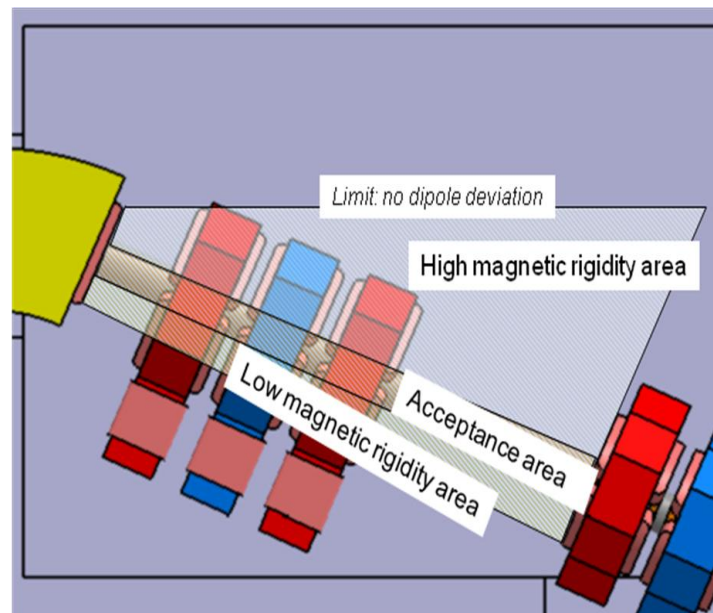 Limit: no dipole deviation
High magnetic rigidity area
Acceptance area
Low magnetic rigidity area